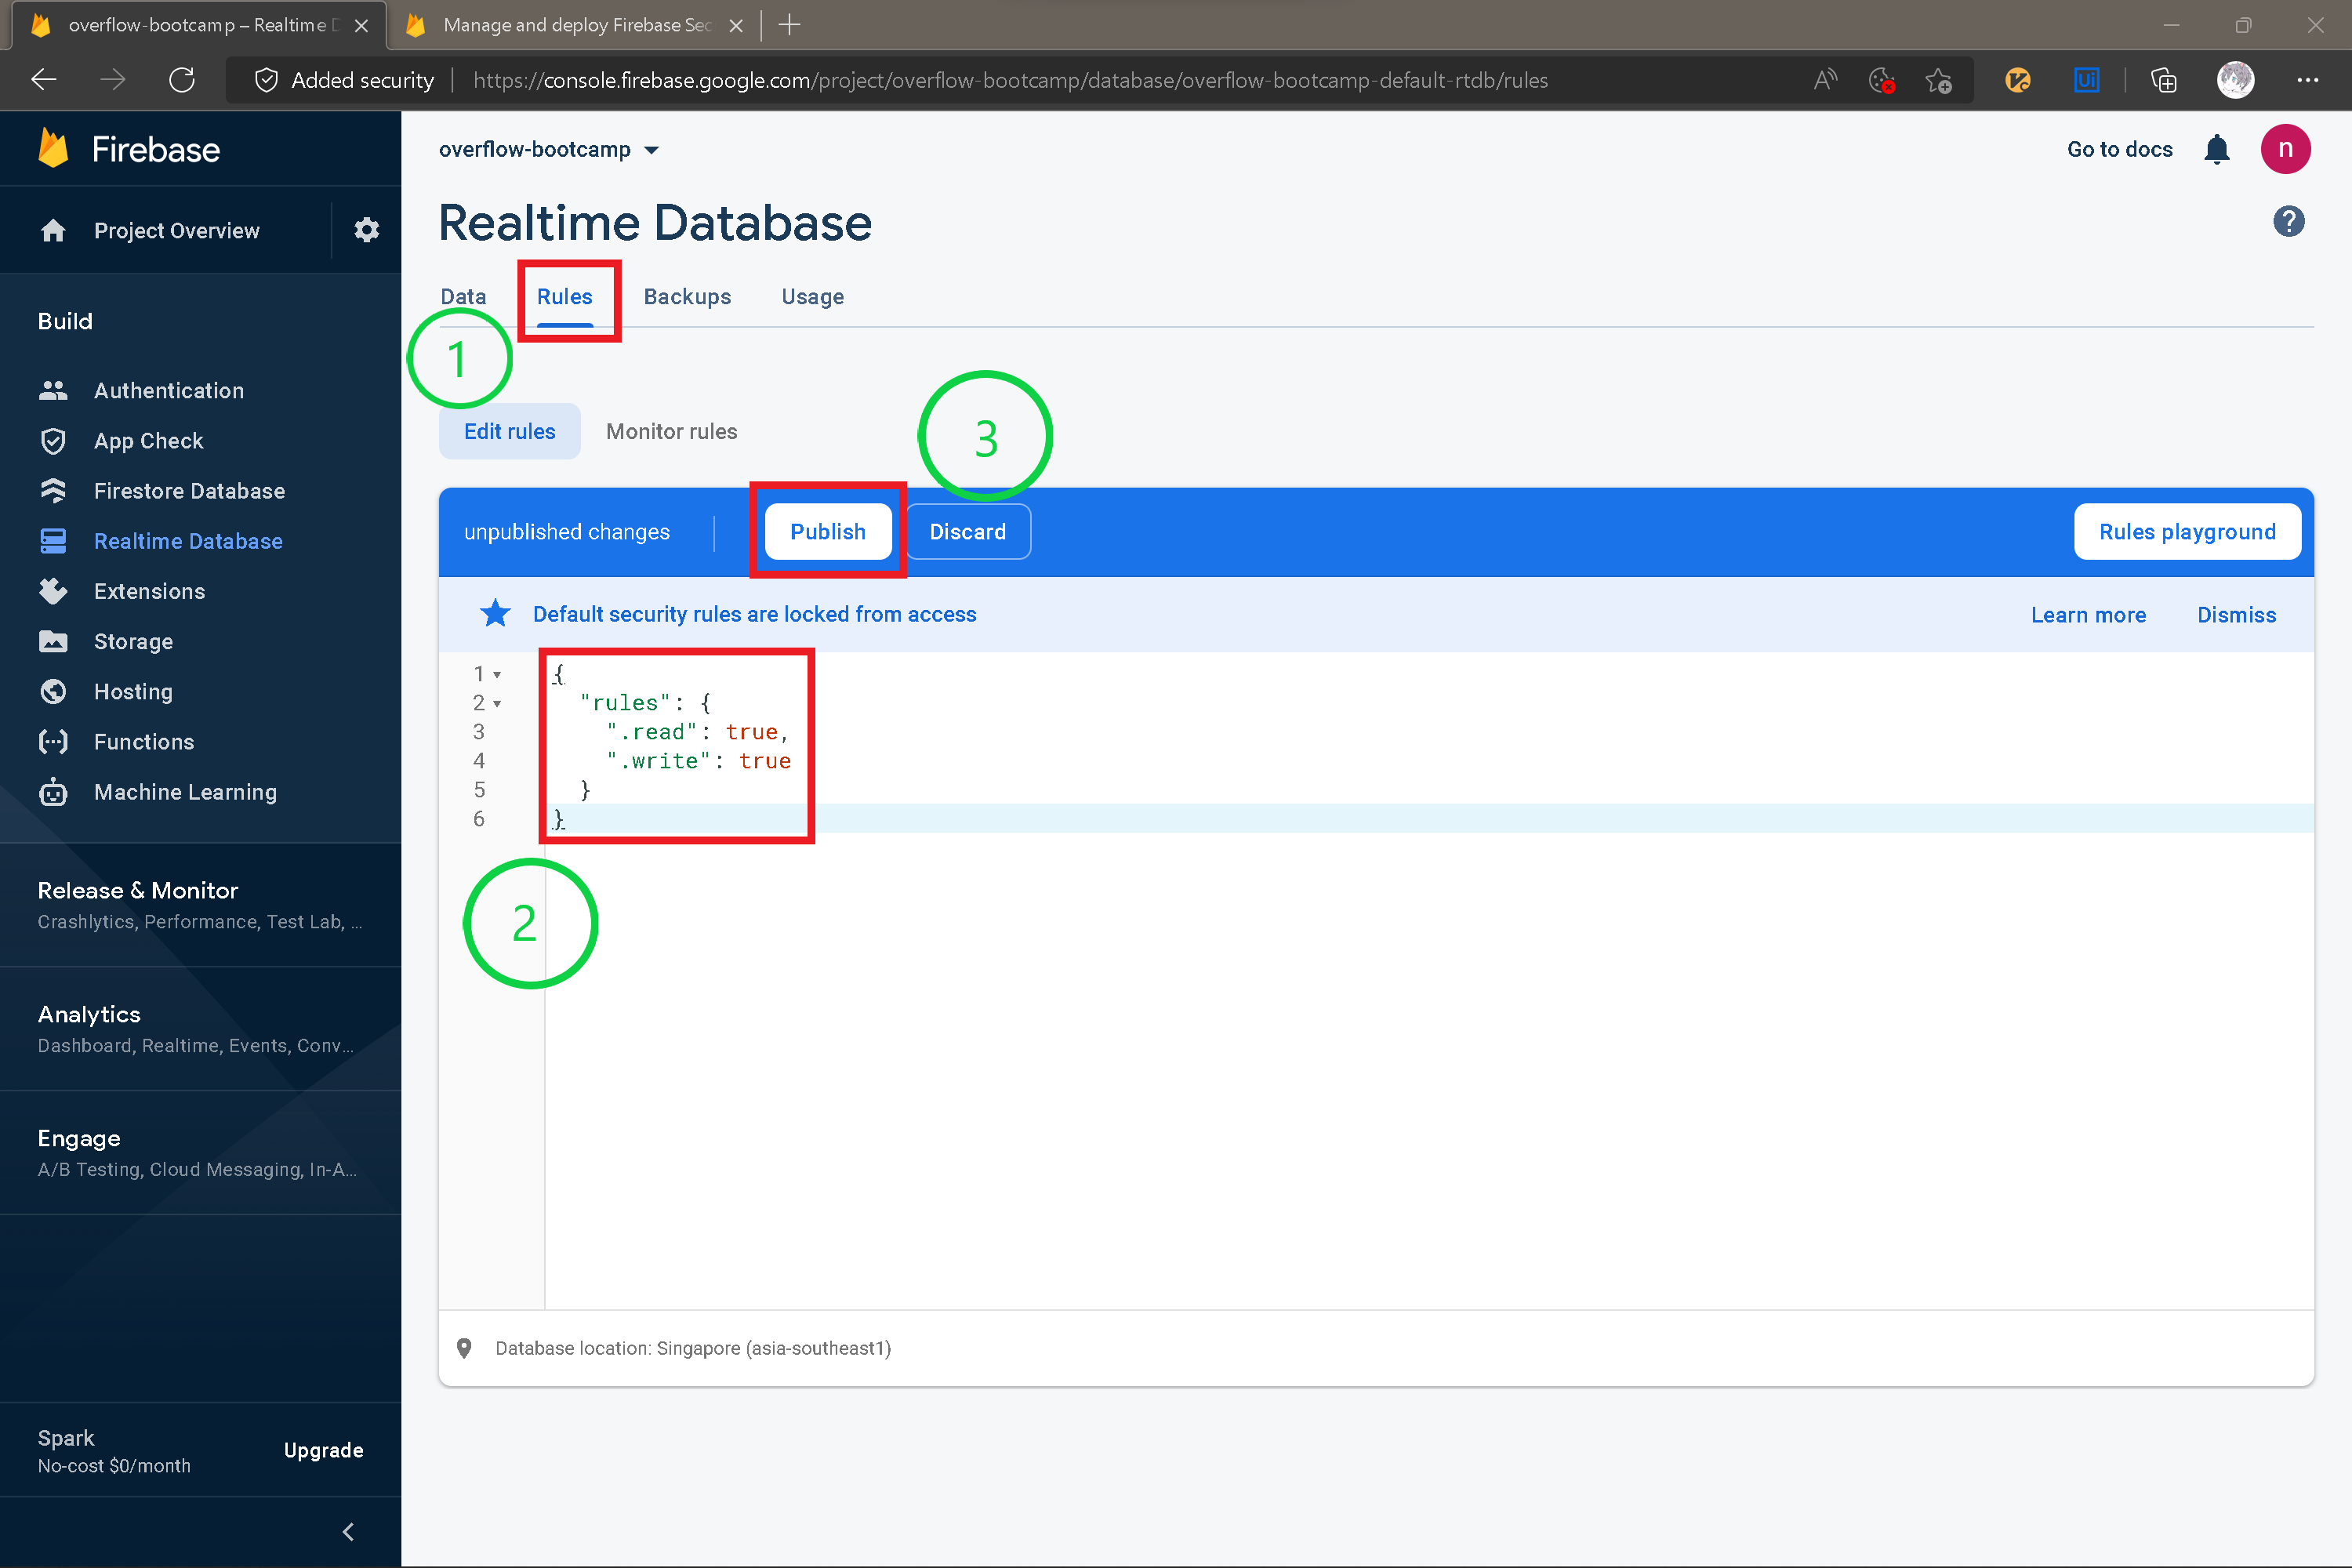 overflow-bootcamp – Realtime D
Manage and deploy Firebase Sec
Added security
https://console.firebase.google.com/project/overflow-bootcamp/database/overflow-bootcamp-default-rtdb/rules
Firebase
Project Overview
Build
Authentication
App Check
Firestore Database
Realtime Database
Extensions
Storage
Hosting
Functions
Machine Learning
Release & Monitor
Crashlytics, Performance, Test Lab, ...
Analytics
Dashboard, Realtime, Events, Conv...
Engage
A/B Testing, Cloud Messaging, In-A...
Spark
No-cost $0/month
Upgrade
overflow-bootcamp
Go to docs
n
Realtime Database
?
Data Rules Backups Usage
1
Edit rules Monitor rules
3
unpublished changes Publish Discard Rules playground
Default security rules are locked from access Learn more Dismiss
1 {
2 "rules": {
3 ".read": true,
4 ".write": true
5 }
6 }
2
Database location: Singapore (asia-southeast1)